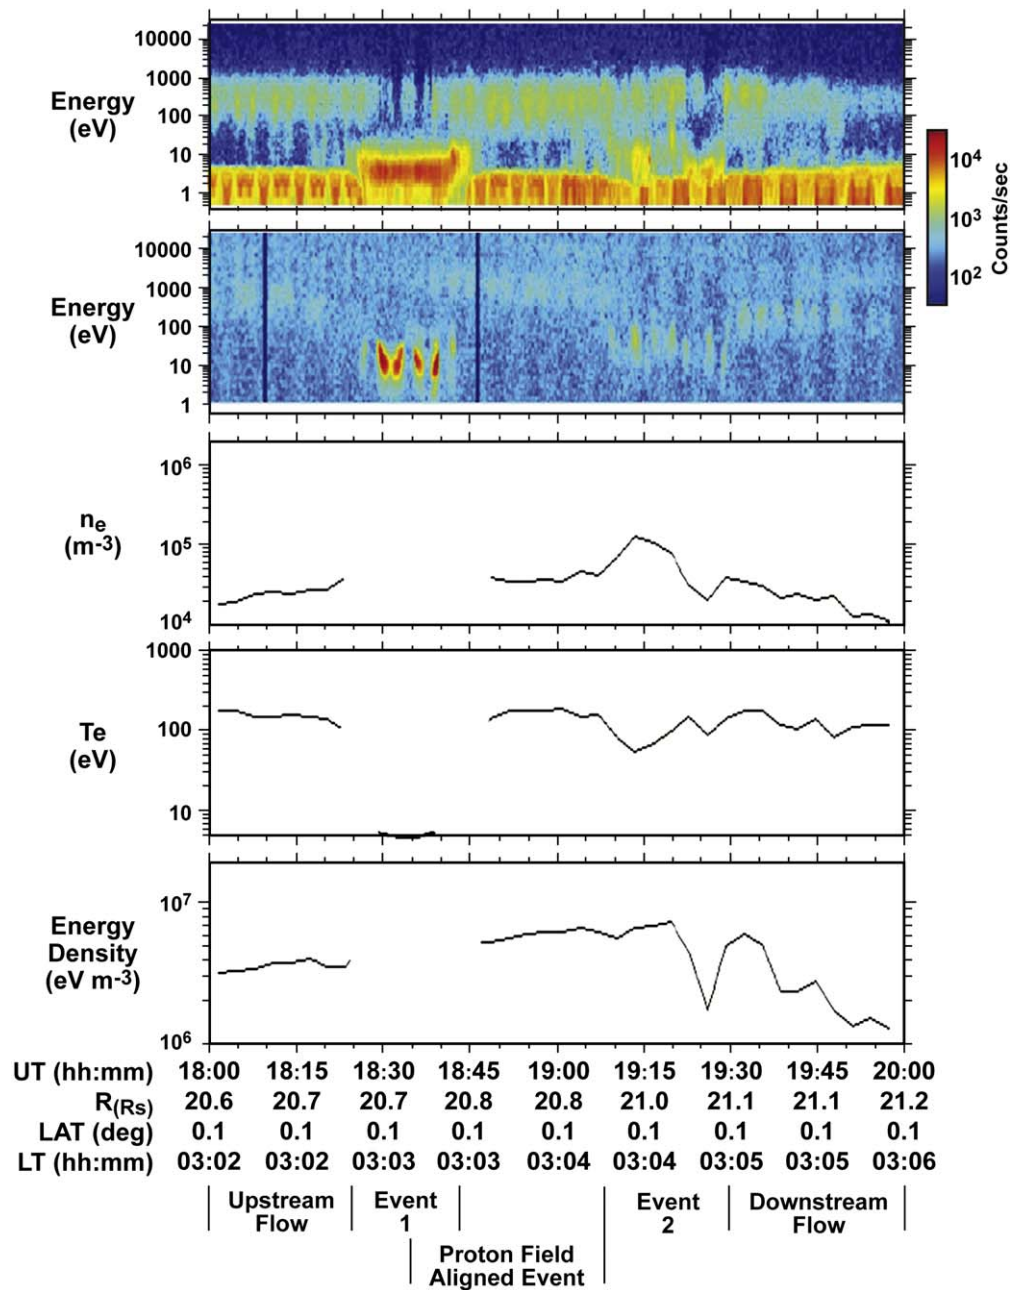 10000
1000
100
10
1
Energy
(eV)
10⁴
10³
10²
Counts/sec
10000
1000
100
10
1
Energy
(eV)
10⁶
10⁵
10⁴
nₑ
(m⁻³)
1000
100
10
Te
(eV)
10⁷
10⁶
Energy
Density
(eV m⁻³)
UT (hh:mm) 18:00 18:15 18:30 18:45 19:00 19:15 19:30 19:45 20:00
R(Rs) 20.6 20.7 20.7 20.8 20.8 21.0 21.1 21.1 21.2
LAT (deg) 0.1 0.1 0.1 0.1 0.1 0.1 0.1 0.1 0.1
LT (hh:mm) 03:02 03:02 03:03 03:03 03:04 03:04 03:05 03:05 03:06
Upstream
Flow
Event
1
Event
2
Downstream
Flow
Proton Field
Aligned Event